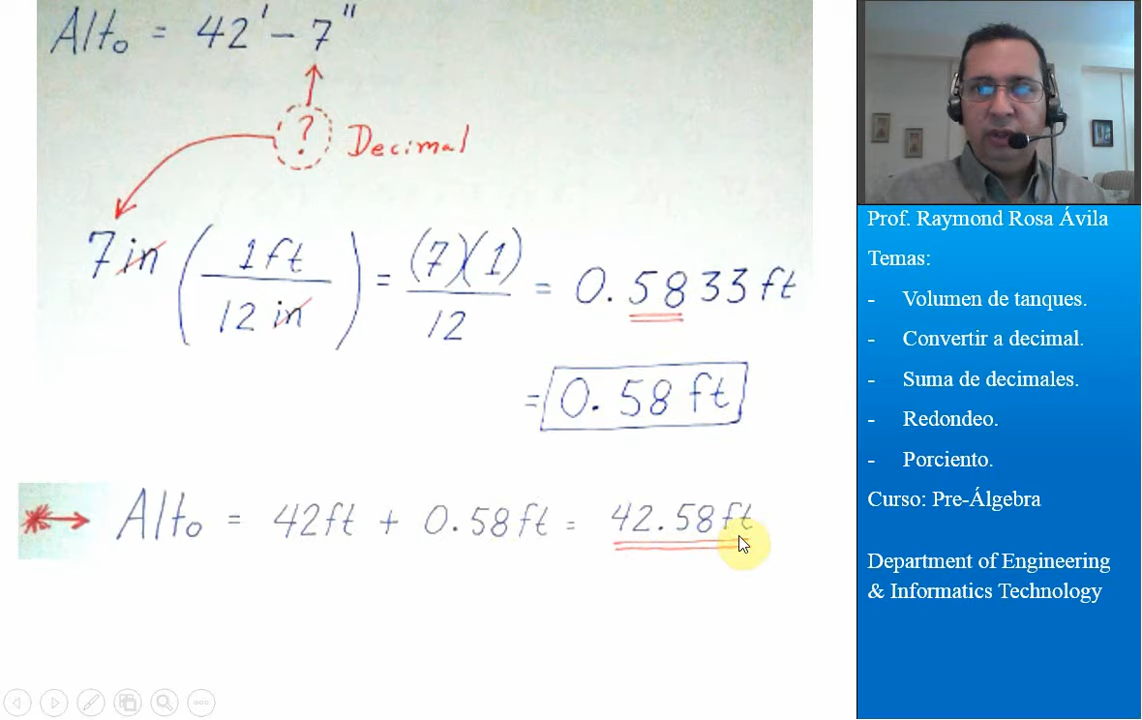 Alto = 42' - 7"
? Decimal
7 in ( 1 ft / 12 in ) = (7)(1) / 12 = 0.5833 ft
= 0.58 ft
Alto = 42ft + 0.58ft = 42.58ft
Prof. Raymond Rosa Ávila
Temas:
- Volumen de tanques.
- Convertir a decimal.
- Suma de decimales.
- Redondeo.
- Porciento.
Curso: Pre-Álgebra
Department of Engineering
& Informatics Technology